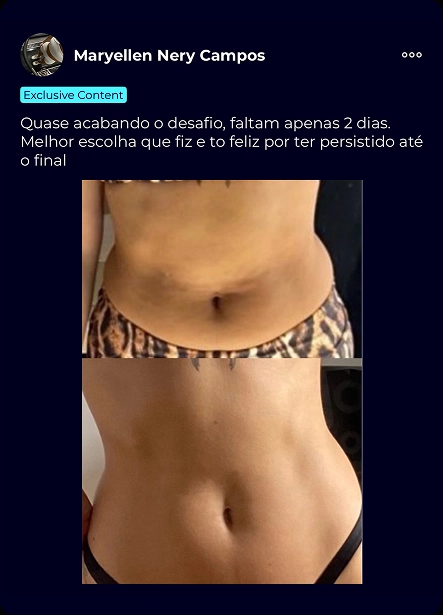 Maryellen Nery Campos
Exclusive Content
Quase acabando o desafio, faltam apenas 2 dias.
Melhor escolha que fiz e to feliz por ter persistido até
o final